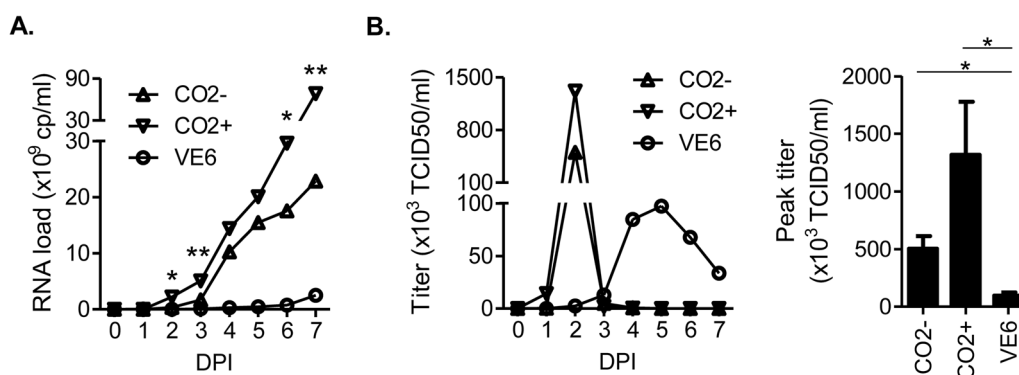 A.
RNA load (x10⁹ cp/ml)
90
60
30
30
20
10
0
CO2-
CO2+
VE6
*
**
*
**
0 1 2 3 4 5 6 7
DPI
B.
Titer (x10³ TCID50/ml)
1500
800
100
100
50
0
CO2-
CO2+
VE6
0 1 2 3 4 5 6 7
DPI
Peak titer
(x10³ TCID50/ml)
2000
1500
1000
500
0
*
*
CO2-
CO2+
VE6